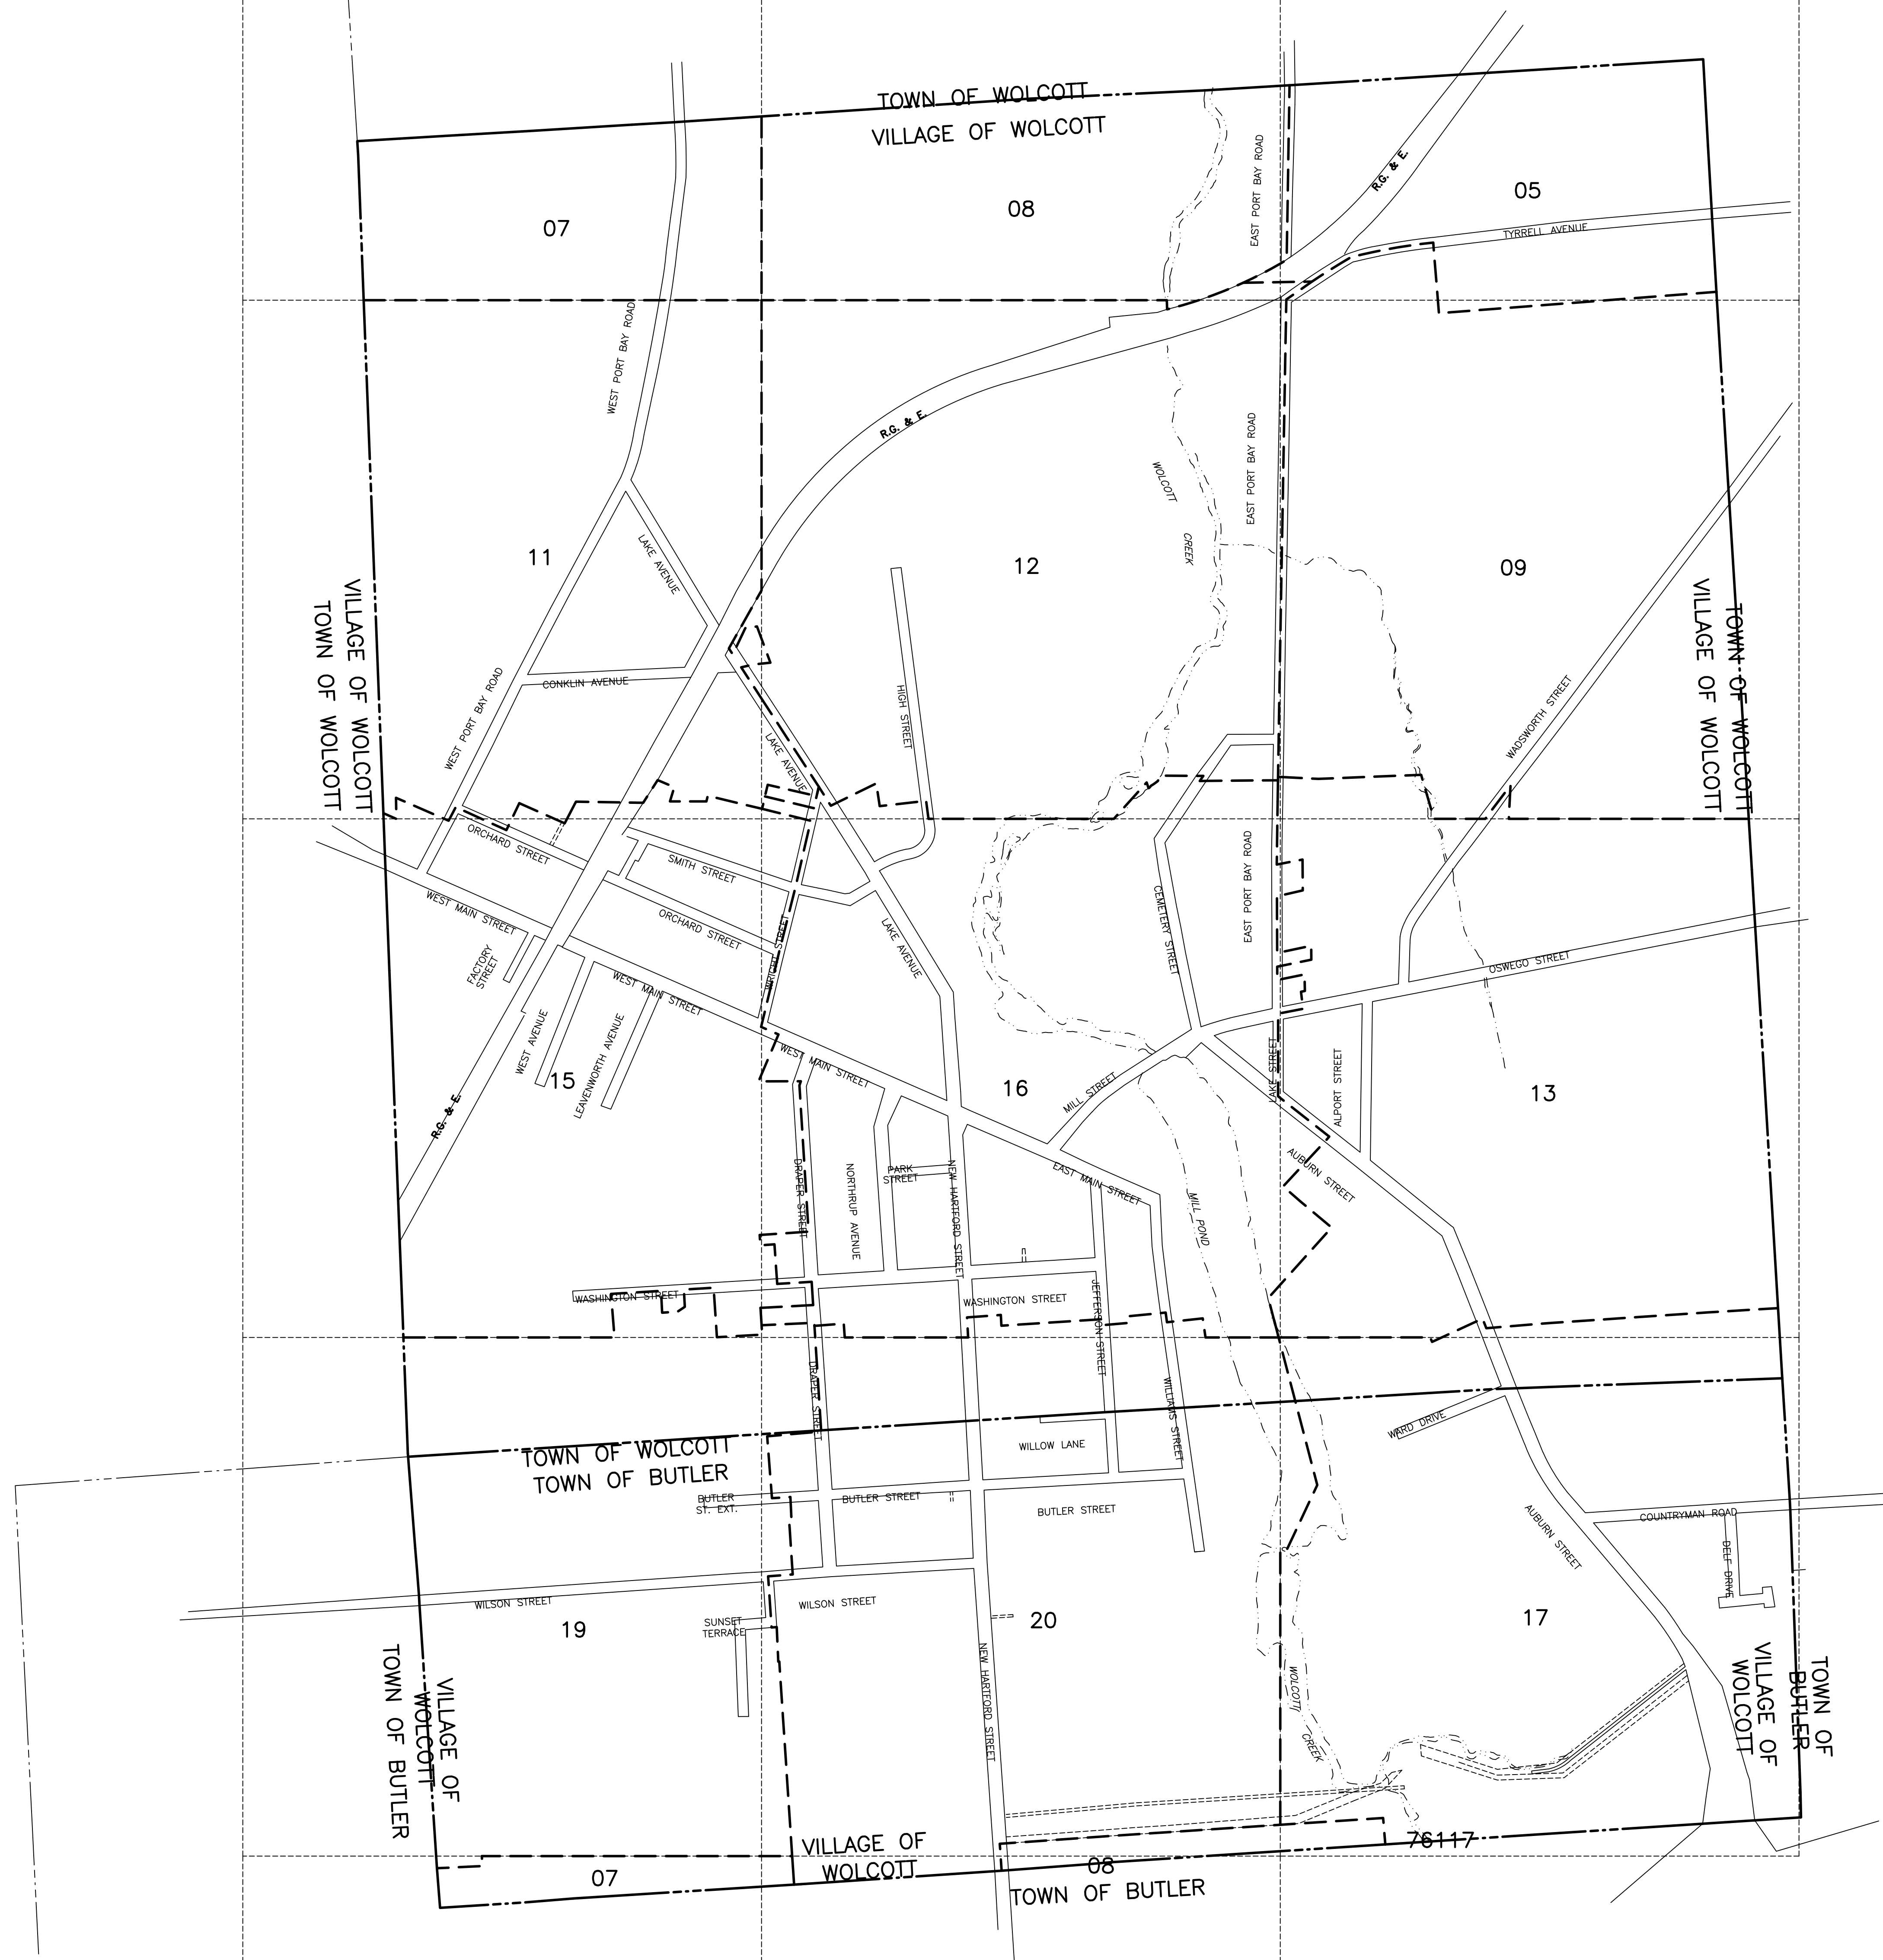 TOWN OF WOLCOTT
VILLAGE OF WOLCOTT
EAST PORT BAY ROAD
R.G. & E.
05
07
08
TYRRELL AVENUE
WEST PORT BAY ROAD
R.G. & E.
EAST PORT BAY ROAD
WOLCOTT
CREEK
11
12
09
LAKE AVENUE
VILLAGE OF WOLCOTT
TOWN OF WOLCOTT
TOWN OF WOLCOTT
VILLAGE OF WOLCOTT
CONKLIN AVENUE
WEST PORT BAY ROAD
HIGH STREET
WADSWORTH STREET
LAKE AVENUE
ORCHARD STREET
SMITH STREET
WEST MAIN STREET
ORCHARD STREET
WRIGHT STREET
LAKE AVENUE
CEMETERY STREET
EAST PORT BAY ROAD
FACTORY
STREET
OSWEGO STREET
WEST MAIN STREET
WEST AVENUE
LEAVENWORTH AVENUE
WEST MAIN STREET
15
16
MILL STREET
LAKE STREET
ALPORT STREET
13
R.G. & E.
DRAPER STREET
NORTHRUP AVENUE
PARK
STREET
NEW HARTFORD STREET
EAST MAIN STREET
MILL POND
AUBURN STREET
WASHINGTON STREET
WASHINGTON STREET
JEFFERSON STREET
DRAPER STREET
WILLIAMS STREET
WARD DRIVE
TOWN OF WOLCOTT
TOWN OF BUTLER
WILLOW LANE
BUTLER
ST. EXT.
BUTLER STREET
BUTLER STREET
AUBURN STREET
COUNTRYMAN ROAD
DELF DRIVE
WILSON STREET
WILSON STREET
SUNSET
TERRACE
19
20
17
NEW HARTFORD STREET
WOLCOTT
CREEK
VILLAGE OF
WOLCOTT
TOWN OF BUTLER
TOWN OF
BUTLER
VILLAGE OF
WOLCOTT
VILLAGE OF
WOLCOTT
76117
07
08
TOWN OF BUTLER